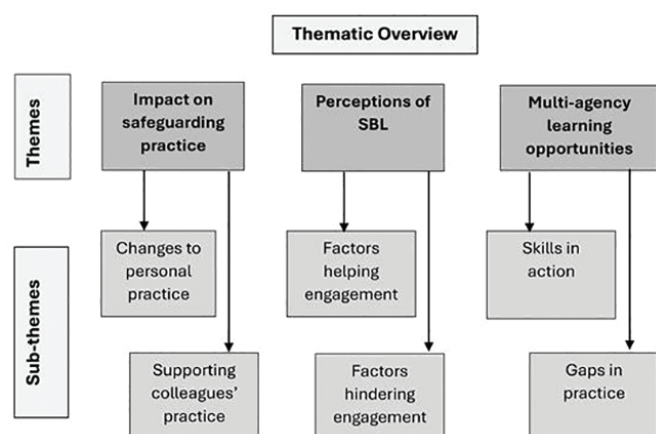 Thematic Overview
Themes
Impact on
safeguarding
practice
Perceptions of
SBL
Multi-agency
learning
opportunities
Sub-themes
Changes to
personal
practice
Factors
helping
engagement
Skills in
action
Supporting
colleagues’
practice
Factors
hindering
engagement
Gaps in
practice